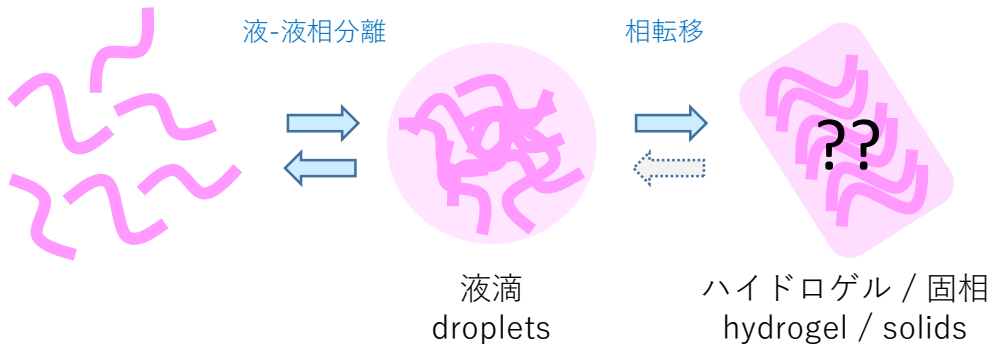 液-液相分離
相転移
??
液滴
droplets
ハイドロゲル / 固相
hydrogel / solids